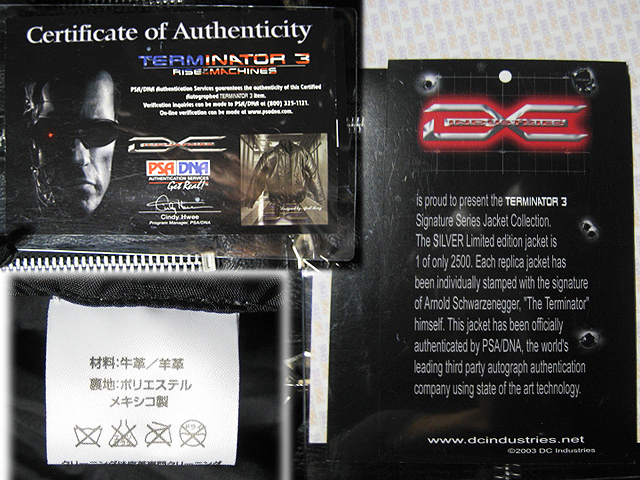 Certificate of Authenticity
TERMINATOR 3
RISE OF THE MACHINES
PSA/DNA Authentication Services guarantees the authenticity of this Certified
Autographed TERMINATOR 3 item.
Verification inquiries can be made to PSA/DNA at (800) 325-1121.
On-line verification can be made at www.psadna.com.
DC
INDUSTRIES
PSA DNA
AUTHENTICATION SERVICES
Get Real!
Cindy Hwee
Program Manager, PSA/DNA
材料:牛革/羊革
裏地:ポリエステル
メキシコ製
ドライ
DC
INDUSTRIES
is proud to present the TERMINATOR 3
Signature Series Jacket Collection.
The SILVER Limited edition jacket is
1 of only 2500. Each replica jacket has
been individually stamped with the signature
of Arnold Schwarzenegger, "The Terminator"
himself. This jacket has been officially
authenticated by PSA/DNA, the world's
leading third party autograph authentication
company using state of the art technology.
www.dcindustries.net
©2003 DC Industries